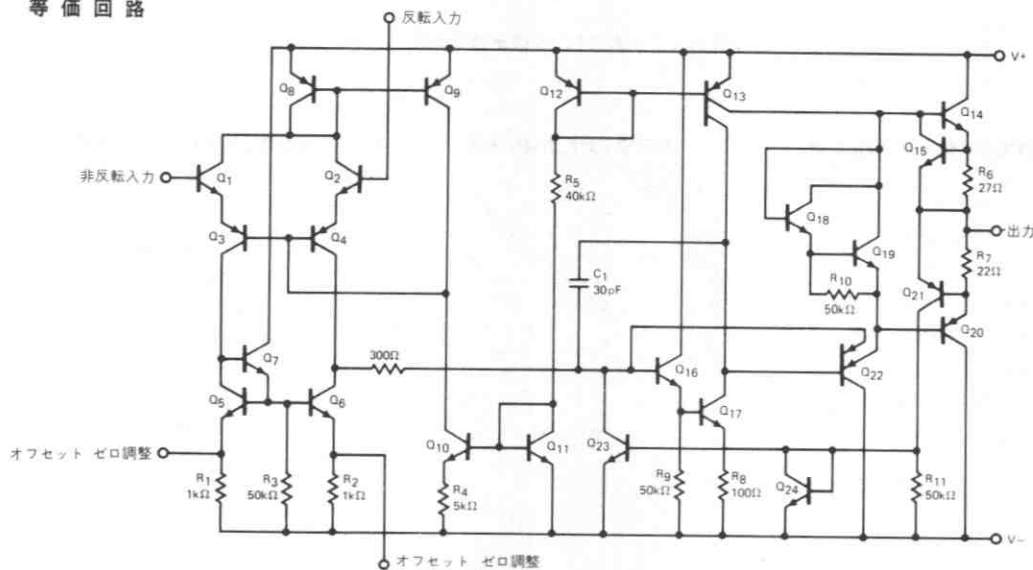 等価回路
反転入力
V+
Q8
Q9
Q12
Q13
Q14
Q15
非反転入力
Q1
Q2
R5
40kΩ
R6
27Ω
Q3
Q4
Q18
出力
Q19
R7
22Ω
C1
30pF
R10
50kΩ
Q21
Q20
Q7
300Ω
Q16
Q22
Q5
Q6
Q17
オフセット ゼロ調整
Q10
Q11
Q23
R1
1kΩ
R3
50kΩ
R2
1kΩ
R4
5kΩ
R9
50kΩ
R8
100Ω
Q24
R11
50kΩ
V−
オフセット ゼロ調整